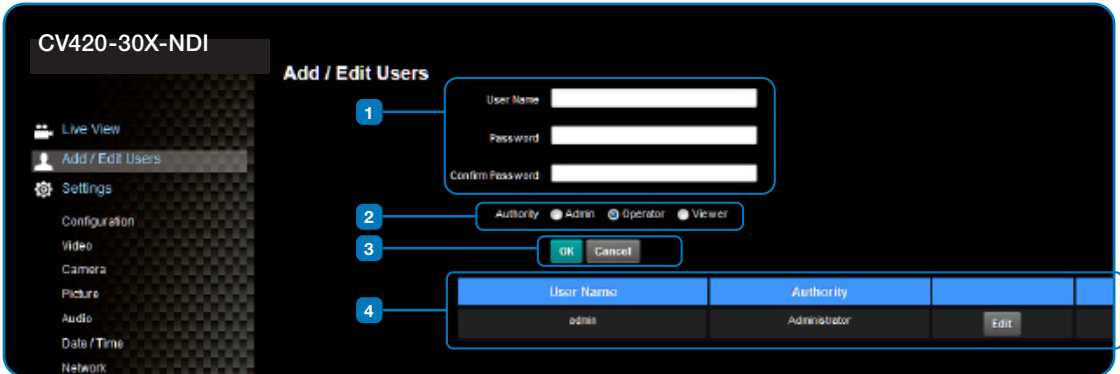 CV420-30X-NDI
Live View
Add / Edit Users
Settings
Configuration
Video
Camera
Picture
Audio
Date / Time
Network
Add / Edit Users
1
User Name
Password
Confirm Password
2
Authority Admin Operator Viewer
3
OK Cancel
4
User Name Authority
admin Administrator Edit